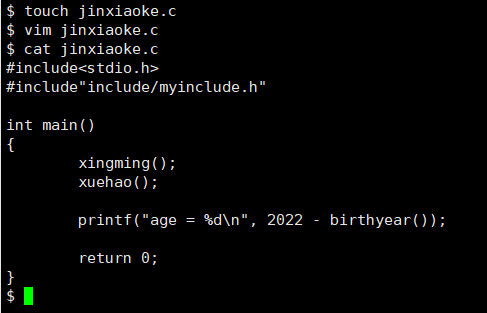 $ touch jinxiaoke.c
$ vim jinxiaoke.c
$ cat jinxiaoke.c
#include<stdio.h>
#include"include/myinclude.h"

int main()
{
        xingming();
        xuehao();

        printf("age = %d\n", 2022 - birthyear());

        return 0;
}
$